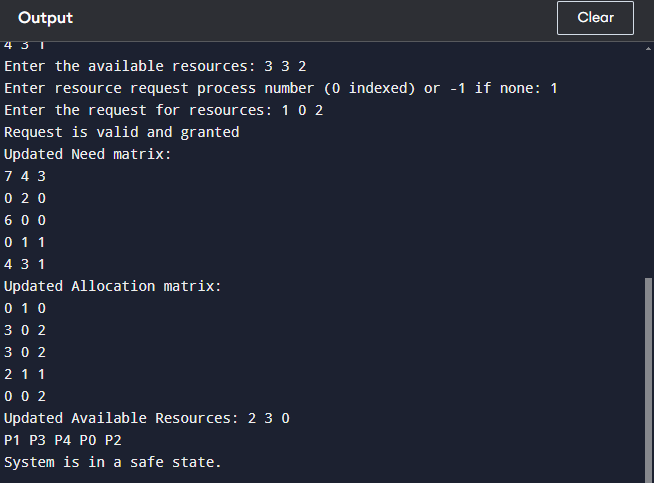 Output
Clear
4 3 1
Enter the available resources: 3 3 2
Enter resource request process number (0 indexed) or -1 if none: 1
Enter the request for resources: 1 0 2
Request is valid and granted
Updated Need matrix:
7 4 3
0 2 0
6 0 0
0 1 1
4 3 1
Updated Allocation matrix:
0 1 0
3 0 2
3 0 2
2 1 1
0 0 2
Updated Available Resources: 2 3 0
P1 P3 P4 P0 P2
System is in a safe state.